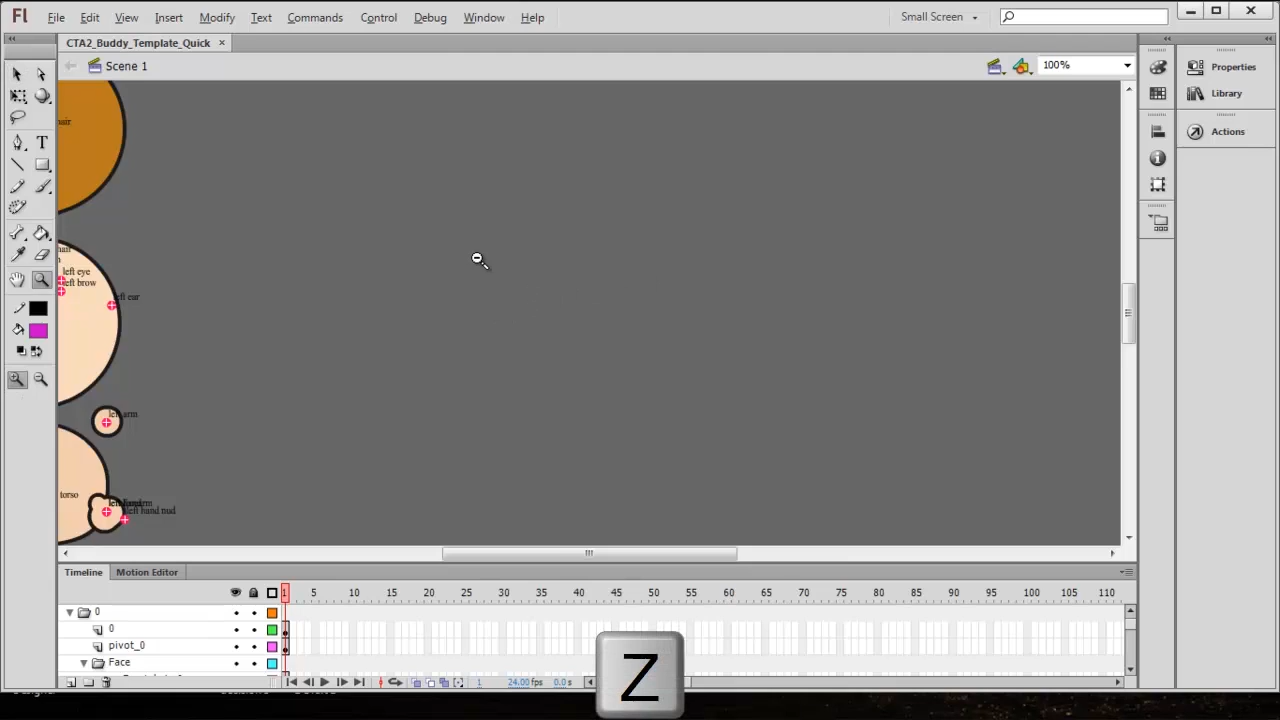 Fl File Edit View Insert Modify Text Commands Control Debug Window Help Small Screen
CTA2_Buddy_Template_Quick ×
Scene 1 100%
Properties
Library
Actions
hair
left eye
left brow
left ear
left arm
torso
left hand nud
Timeline Motion Editor
1 5 10 15 20 25 30 35 40 45 50 55 60 65 70 75 80 85 90 95 100 105 110
0
0
pivot_0
Face
1 24.00 fps 0.0 s
Z